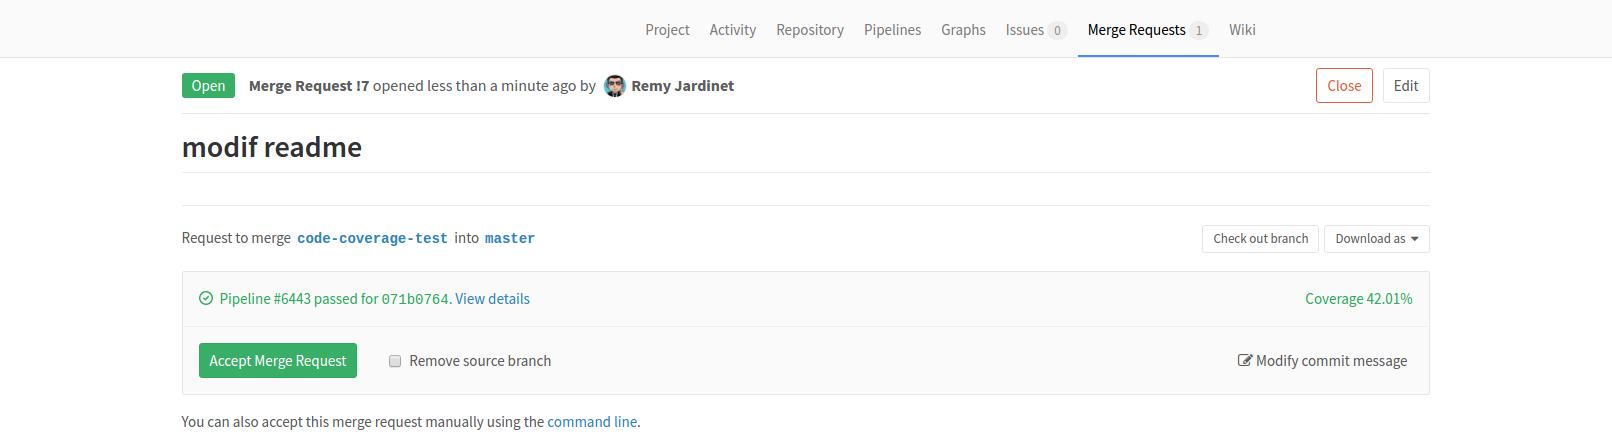 Project Activity Repository Pipelines Graphs Issues 0 Merge Requests 1 Wiki
Open Merge Request !7 opened less than a minute ago by Remy Jardinet Close Edit
modif readme
Request to merge code-coverage-test into master Check out branch Download as
Pipeline #6443 passed for 071b0764. View details Coverage 42.01%
Accept Merge Request Remove source branch Modify commit message
You can also accept this merge request manually using the command line.